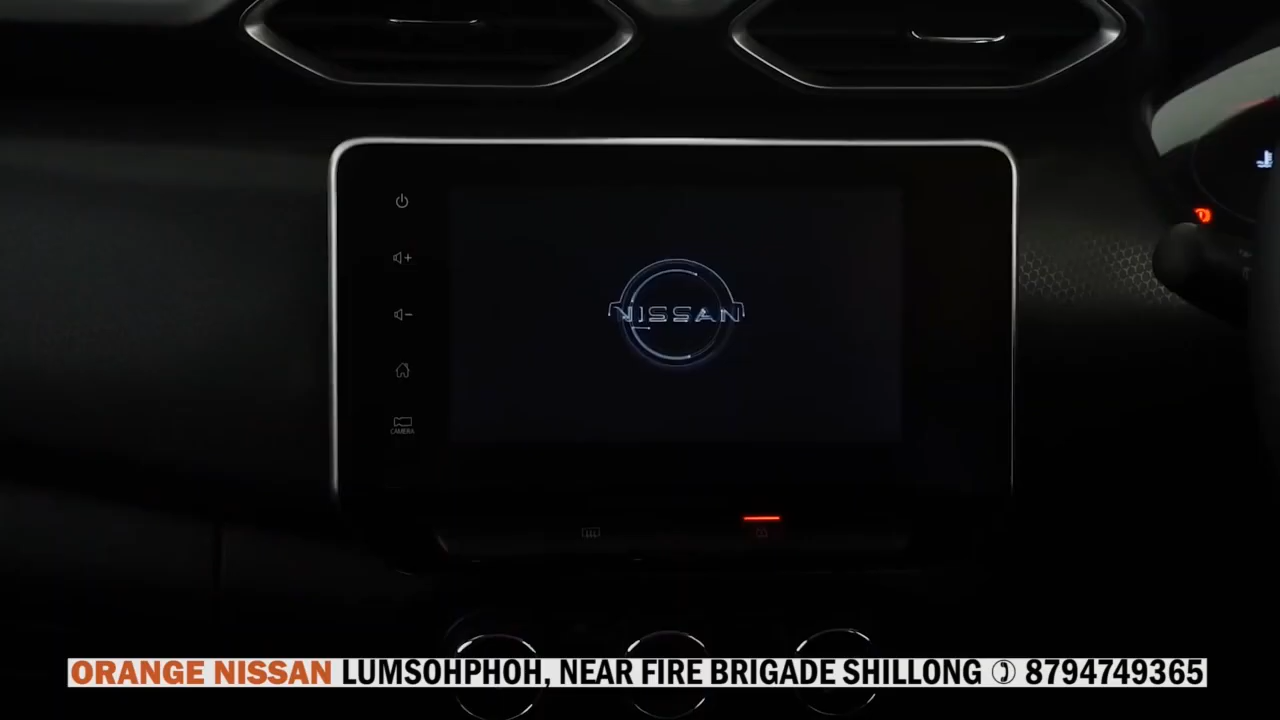 NISSAN
CAMERA
ORANGE NISSAN LUMSOHPHOH, NEAR FIRE BRIGADE SHILLONG ✆ 8794749365